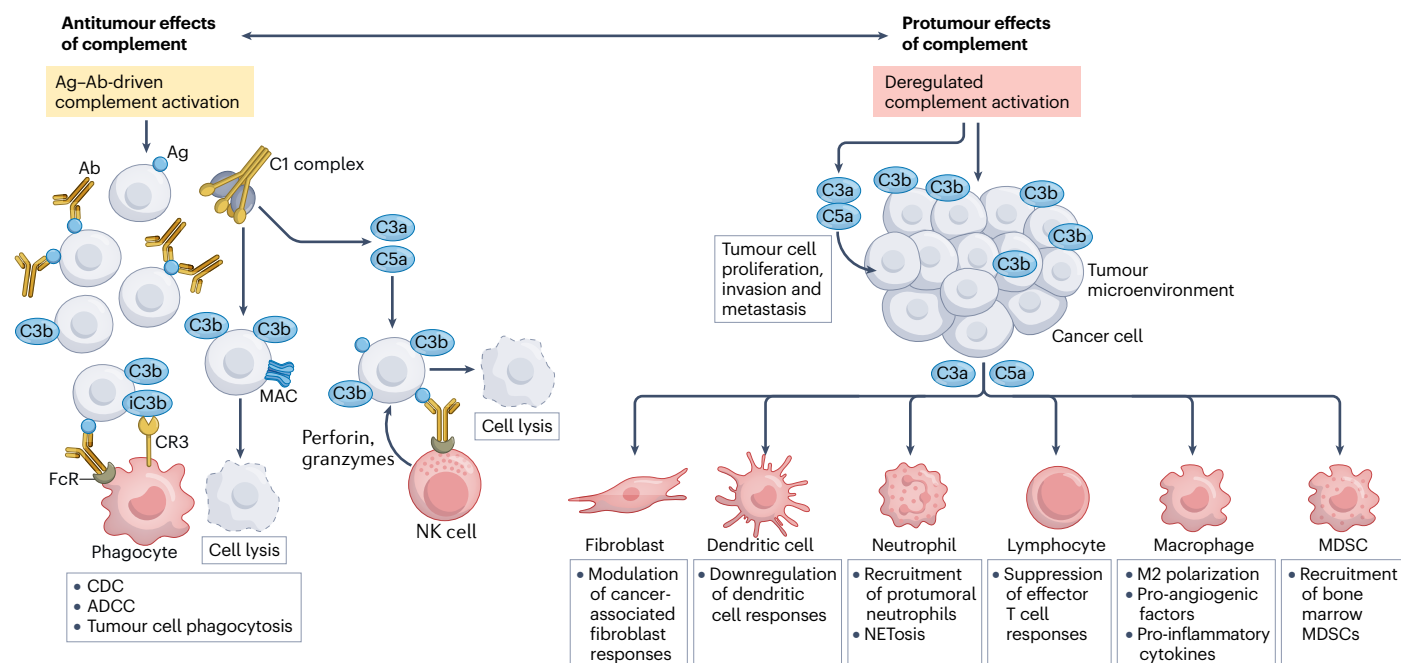 Antitumour effects
of complement
Protumour effects
of complement
Ag–Ab-driven
complement activation
Deregulated
complement activation
Ab
Ag
C1 complex
C3a
C5a
C3b
C3b
C3b
MAC
C3b
iC3b
CR3
FcR
Phagocyte
Cell lysis
C3b
C3b
Perforin,
granzymes
NK cell
Cell lysis
• CDC
• ADCC
• Tumour cell phagocytosis
C3a
C5a
C3b
C3b
C3b
C3b
C3b
Tumour cell
proliferation,
invasion and
metastasis
Tumour
microenvironment
Cancer cell
C3a
C5a
Fibroblast
• Modulation
of cancer-
associated
fibroblast
responses
Dendritic cell
• Downregulation
of dendritic
cell responses
Neutrophil
• Recruitment
of protumoral
neutrophils
• NETosis
Lymphocyte
• Suppression
of effector
T cell
responses
Macrophage
• M2 polarization
• Pro-angiogenic
factors
• Pro-inflammatory
cytokines
MDSC
• Recruitment
of bone
marrow
MDSCs